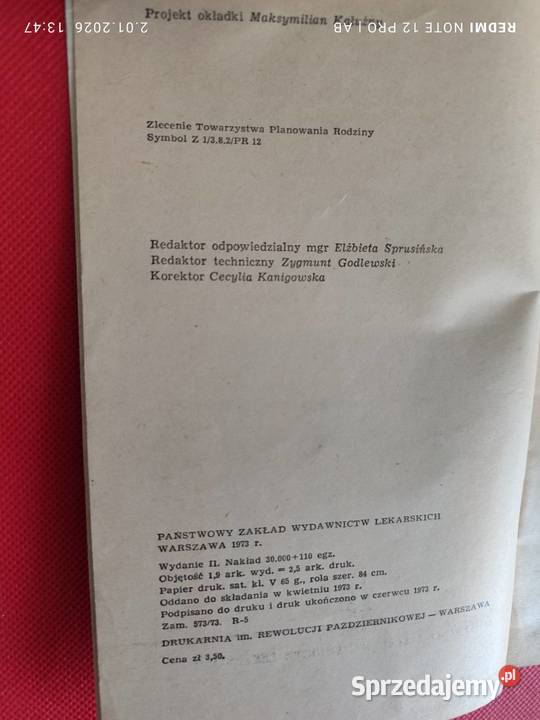 2.01.2026 13:47
REDMI NOTE 12 PRO | AB
Projekt okładki Maksymilian
Zlecenie Towarzystwa Planowania Rodziny
Symbol Z 1/3.8.2/PR 12
Redaktor odpowiedzialny mgr Elżbieta Sprusińska
Redaktor techniczny Zygmunt Godlewski
Korektor Cecylia Kanigowska
PAŃSTWOWY ZAKŁAD WYDAWNICTW LEKARSKICH
WARSZAWA 1973 r.
Wydanie II. Nakład 30.000+110 egz.
Objętość 1,9 ark. wyd. = 2,5 ark. druk.
Papier druk. sat. kl. V 65 g., rola szer. 84 cm.
Oddano do składania w kwietniu 1973 r.
Podpisano do druku i druk ukończono w czerwcu 1973 r.
Zam. 573/73. R-5
DRUKARNIA im. REWOLUCJI PAZDZIERNIKOWEJ — WARSZAWA
Cena zł 3,50.
Sprzedajemy.pl